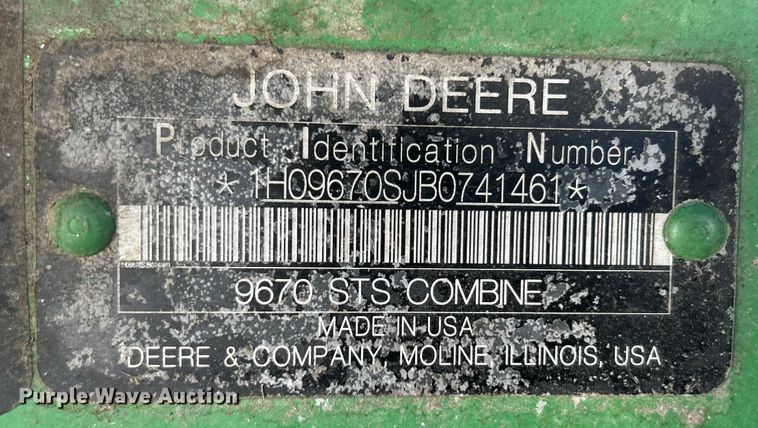 JOHN DEERE
Product Identification Number
*1H09670SJB0741461*
1H09670SJB0741461
9670 STS COMBINE
MADE IN USA
DEERE & COMPANY, MOLINE, ILLINOIS, USA
Purple Wave Auction